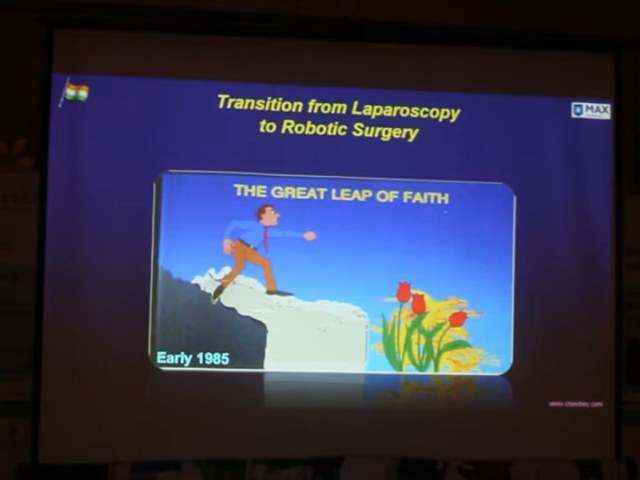 Transition from Laparoscopy
to Robotic Surgery
MAX
THE GREAT LEAP OF FAITH
Early 1985